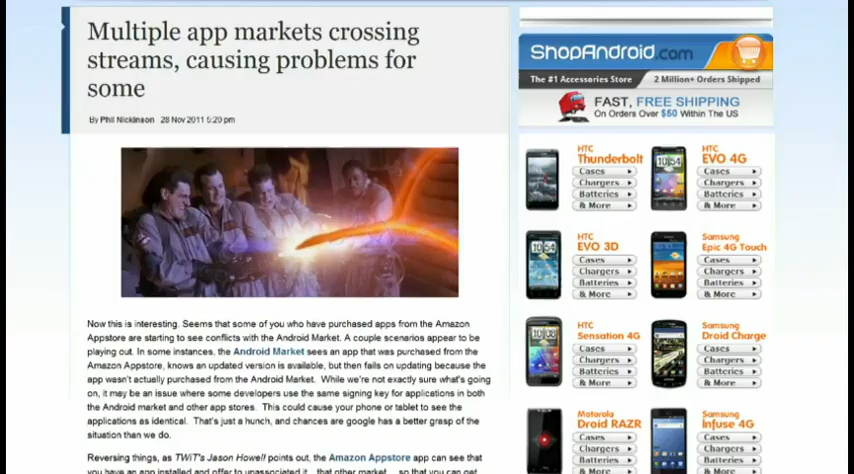 Multiple app markets crossing
streams, causing problems for
some
By Phil Nickinson   28 Nov 2011 5:20 pm
Now this is interesting. Seems that some of you who have purchased apps from the Amazon
Appstore are starting to see conflicts with the Android Market. A couple scenarios appear to be
playing out. In some instances, the Android Market sees an app that was purchased from the
Amazon Appstore, knows an updated version is available, but then fails on updating because the
app wasn't actually purchased from the Android Market. While we're not exactly sure what's going
on, it may be an issue where some developers use the same signing key for applications in both
the Android market and other app stores. This could cause your phone or tablet to see the
applications as identical. That's just a hunch, and chances are google has a better grasp of the
situation than we do.
Reversing things, as TWiT's Jason Howell points out, the Amazon Appstore app can see that
you have an app installed and offer to unassociated it
ShopAndroid.com
The #1 Accessories Store
2 Million+ Orders Shipped
FAST, FREE SHIPPING
On Orders Over $50 Within The US
HTC
Thunderbolt
Cases
Chargers
Batteries
& More
HTC
EVO 4G
Cases
Chargers
Batteries
& More
HTC
EVO 3D
Cases
Chargers
Batteries
& More
Samsung
Epic 4G Touch
Cases
Chargers
Batteries
& More
HTC
Sensation 4G
Cases
Chargers
Batteries
& More
Samsung
Droid Charge
Cases
Chargers
Batteries
& More
Motorola
Droid RAZR
Cases
Chargers
Batteries
& More
Samsung
Infuse 4G
Cases
Chargers
Batteries
& More